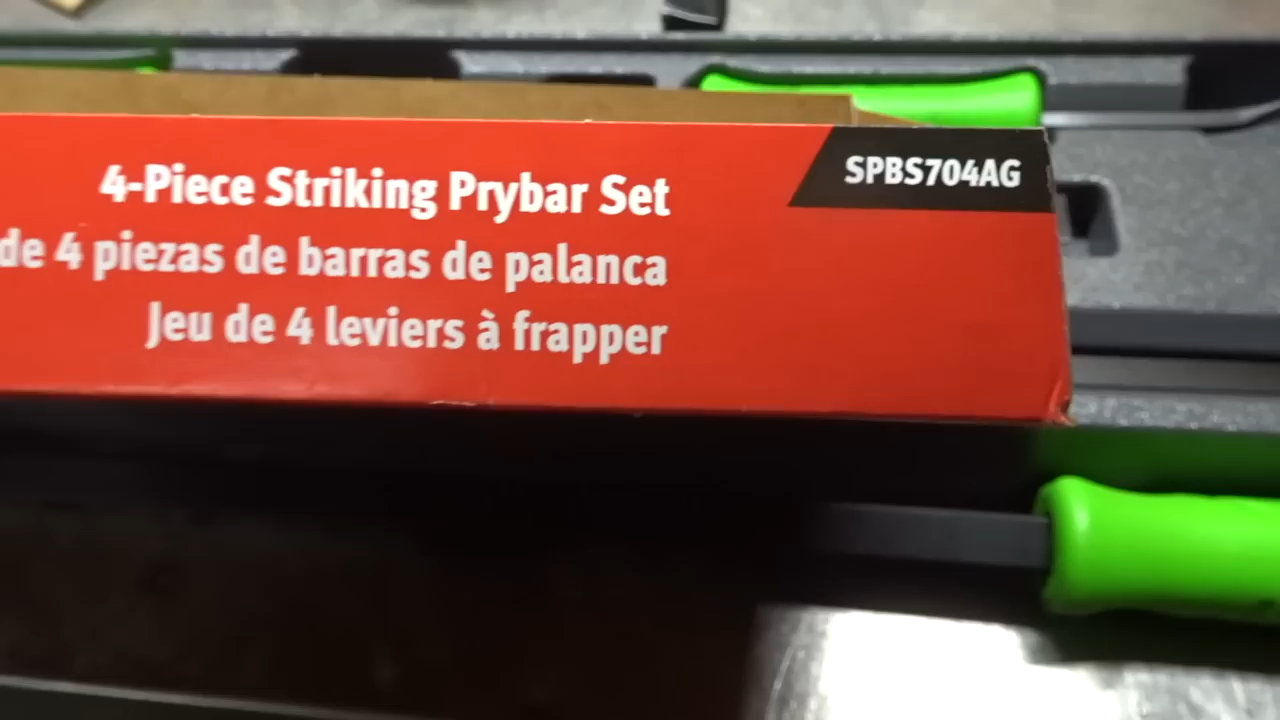 4-Piece Striking Prybar Set
SPBS704AG
de 4 piezas de barras de palanca
Jeu de 4 leviers à frapper